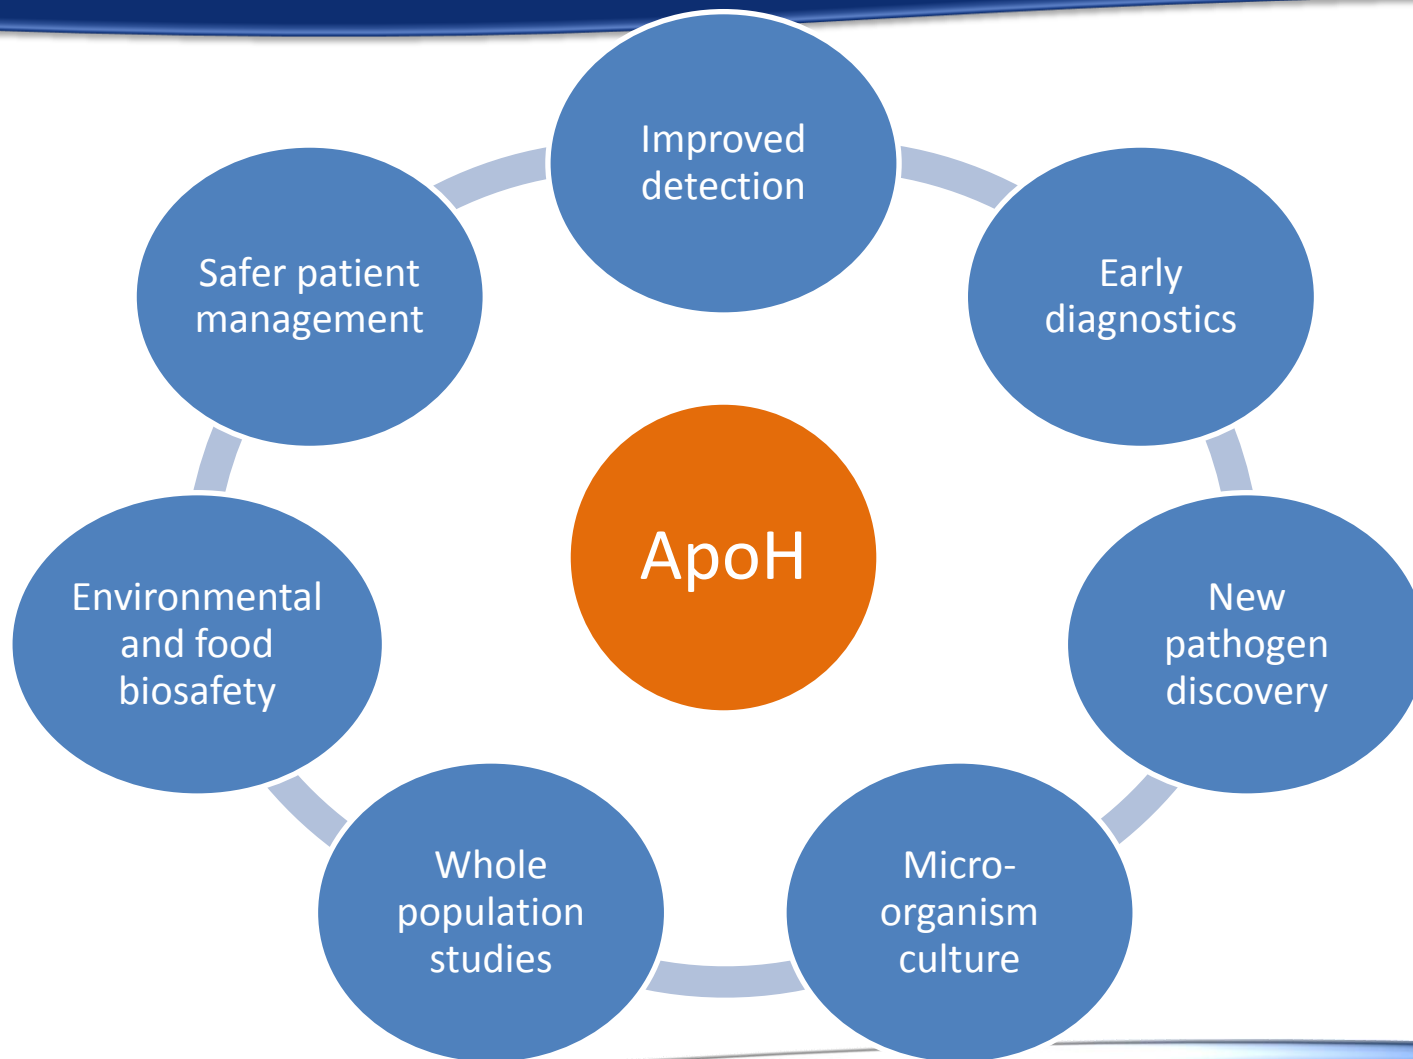 Improved
detection
Early
diagnostics
New
pathogen
discovery
Micro-
organism
culture
Whole
population
studies
Environmental
and food
biosafety
Safer patient
management
ApoH